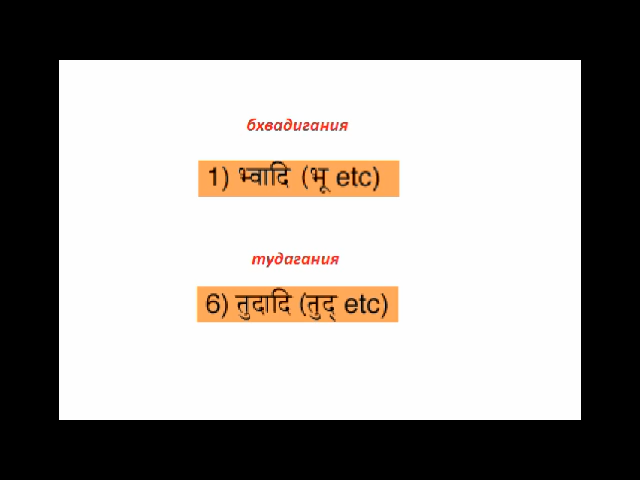 бхвадигания
1) भ्वादि (भू etc)
тудагания
6) तुदादि (तुद् etc)